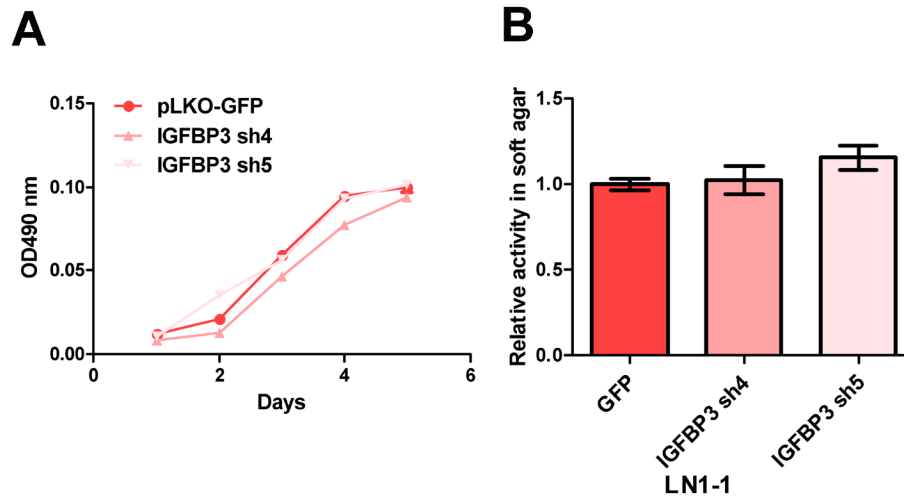 A
pLKO-GFP
IGFBP3 sh4
IGFBP3 sh5
0.15
0.10
0.05
0.00
OD490 nm
0
2
4
6
Days
B
Relative activity in soft agar
1.5
1.0
0.5
0.0
GFP
IGFBP3 sh4
IGFBP3 sh5
LN1-1